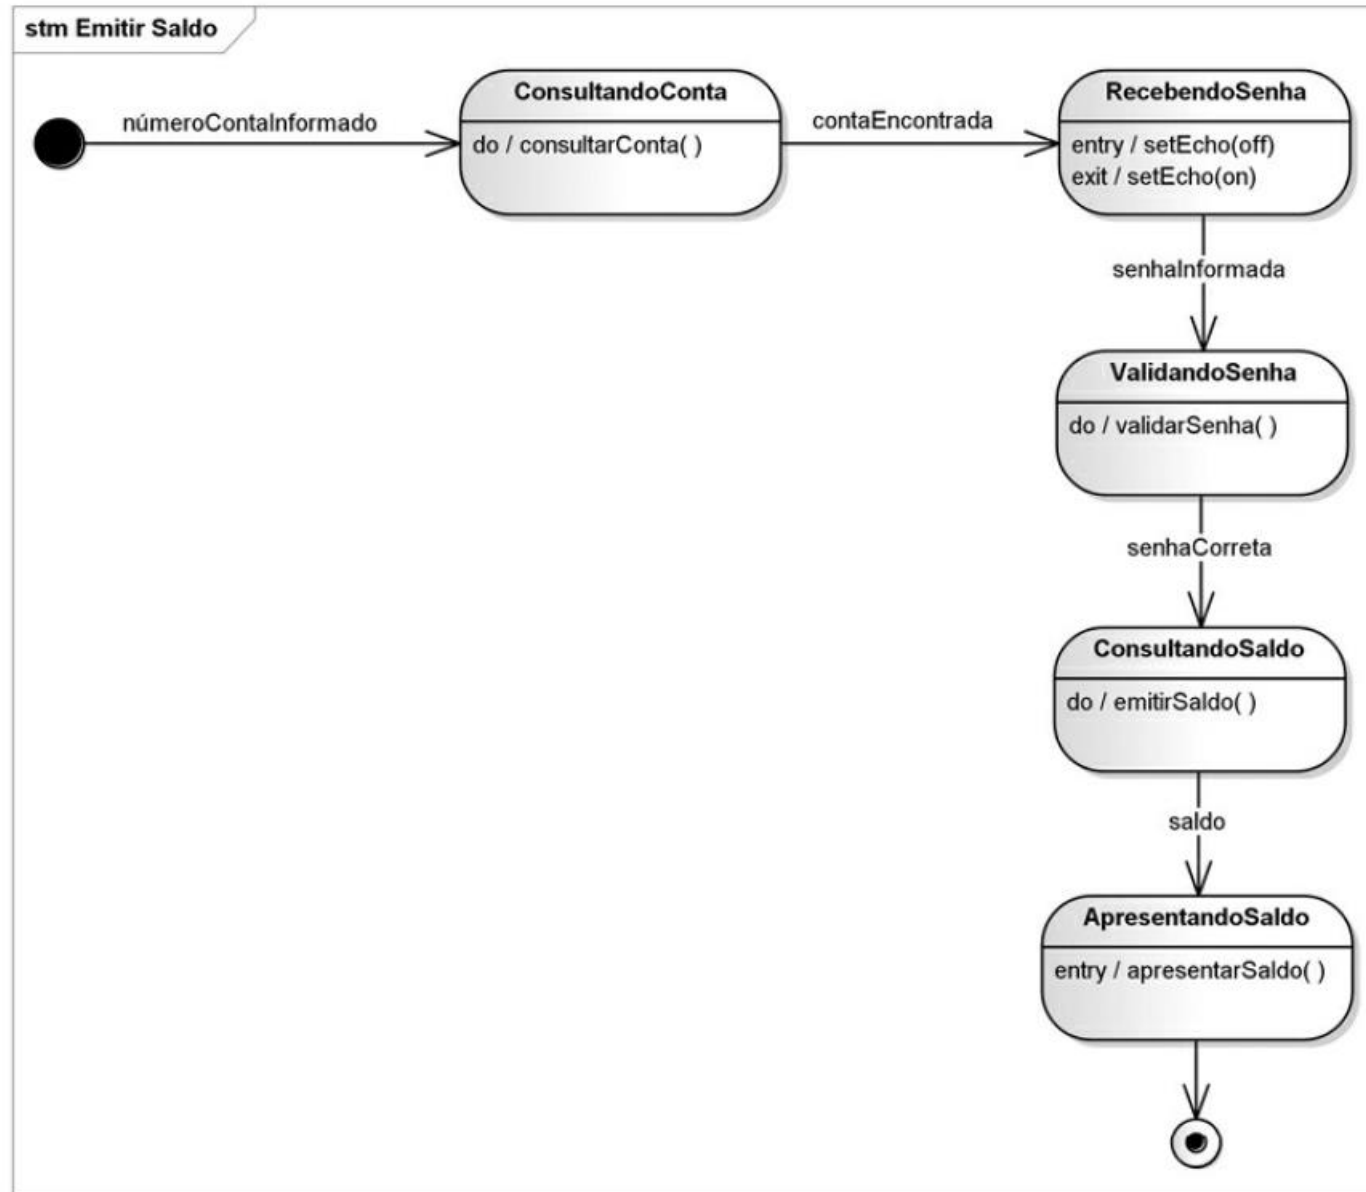 stm Emitir Saldo
númeroContaInformado
ConsultandoConta
do / consultarConta( )
contaEncontrada
RecebendoSenha
entry / setEcho(off)
exit / setEcho(on)
senhaInformada
ValidandoSenha
do / validarSenha( )
senhaCorreta
ConsultandoSaldo
do / emitirSaldo( )
saldo
ApresentandoSaldo
entry / apresentarSaldo( )